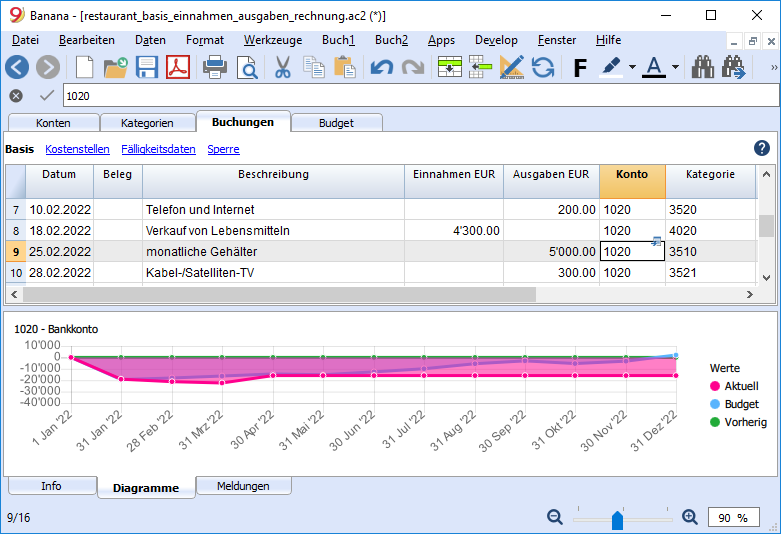 Banana - [restaurant_basis_einnahmen_ausgaben_rechnung.ac2 (*)]
Datei Bearbeiten Daten Format Werkzeuge Buch1 Buch2 Apps Develop Fenster Hilfe
F A »
1020
Konten Kategorien Buchungen Budget
Basis Kostenstellen Fälligkeitsdaten Sperre ?
Datum Beleg Beschreibung Einnahmen EUR Ausgaben EUR Konto Kategorie
7 10.02.2022 Telefon und Internet 200.00 1020 3520
8 18.02.2022 Verkauf von Lebensmitteln 4'300.00 1020 4020
9 25.02.2022 monatliche Gehälter 5'000.00 1020 3510
10 28.02.2022 Kabel-/Satelliten-TV 300.00 1020 3521
1020 - Bankkonto
10'000
0
-10'000
-20'000
-30'000
-40'000
1 Jan '22 31 Jan '22 28 Feb '22 31 Mrz '22 30 Apr '22 31 Mai '22 30 Jun '22 31 Jul '22 31 Aug '22 30 Sep '22 31 Okt '22 30 Nov '22 31 Dez '22
Werte
Aktuell
Budget
Vorherig
Info Diagramme Meldungen
9/16 90 %